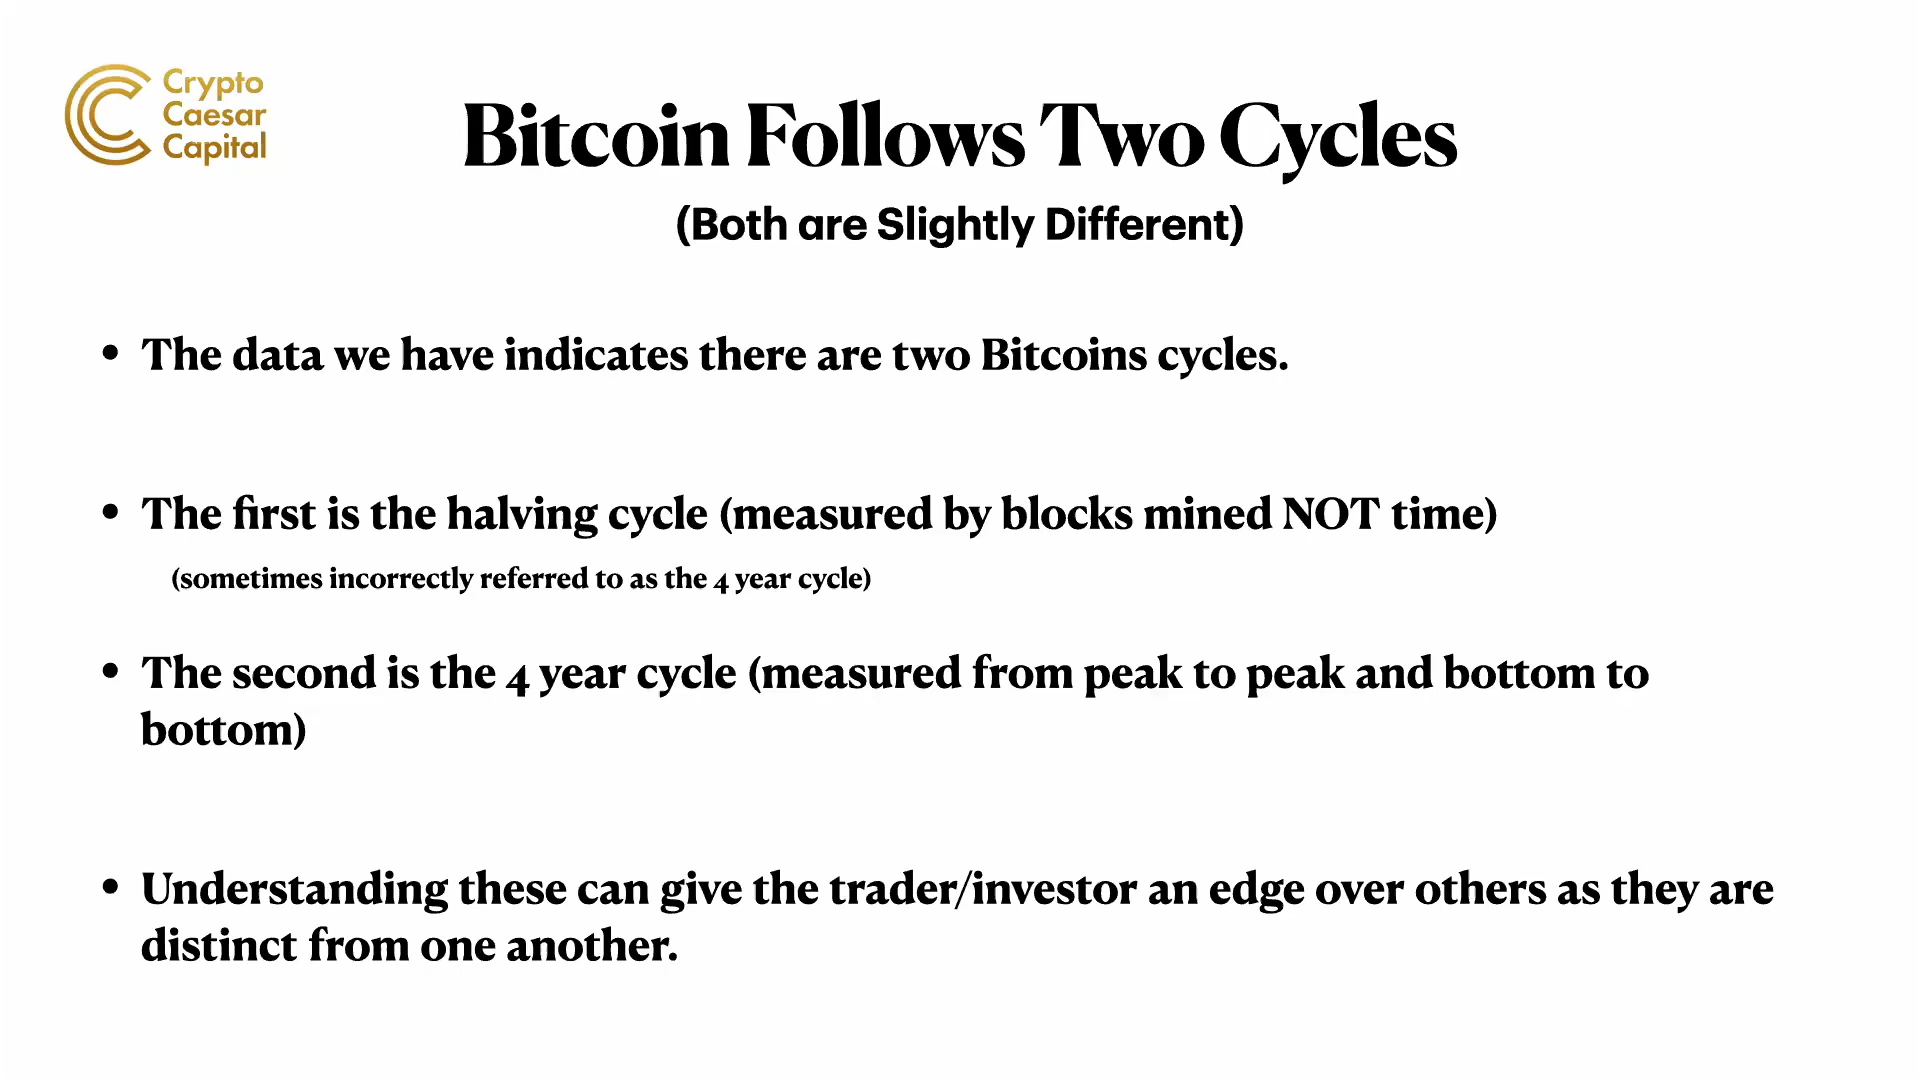 Crypto
Caesar
Capital
Bitcoin Follows Two Cycles
(Both are Slightly Different)
• The data we have indicates there are two Bitcoins cycles.
• The first is the halving cycle (measured by blocks mined NOT time)
(sometimes incorrectly referred to as the 4 year cycle)
• The second is the 4 year cycle (measured from peak to peak and bottom to
bottom)
• Understanding these can give the trader/investor an edge over others as they are
distinct from one another.